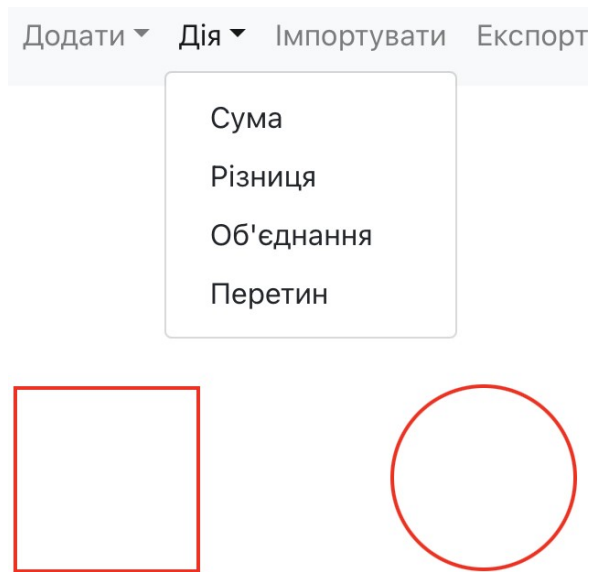 Додати Дія Імпортувати Експорт
Сума
Різниця
Об'єднання
Перетин